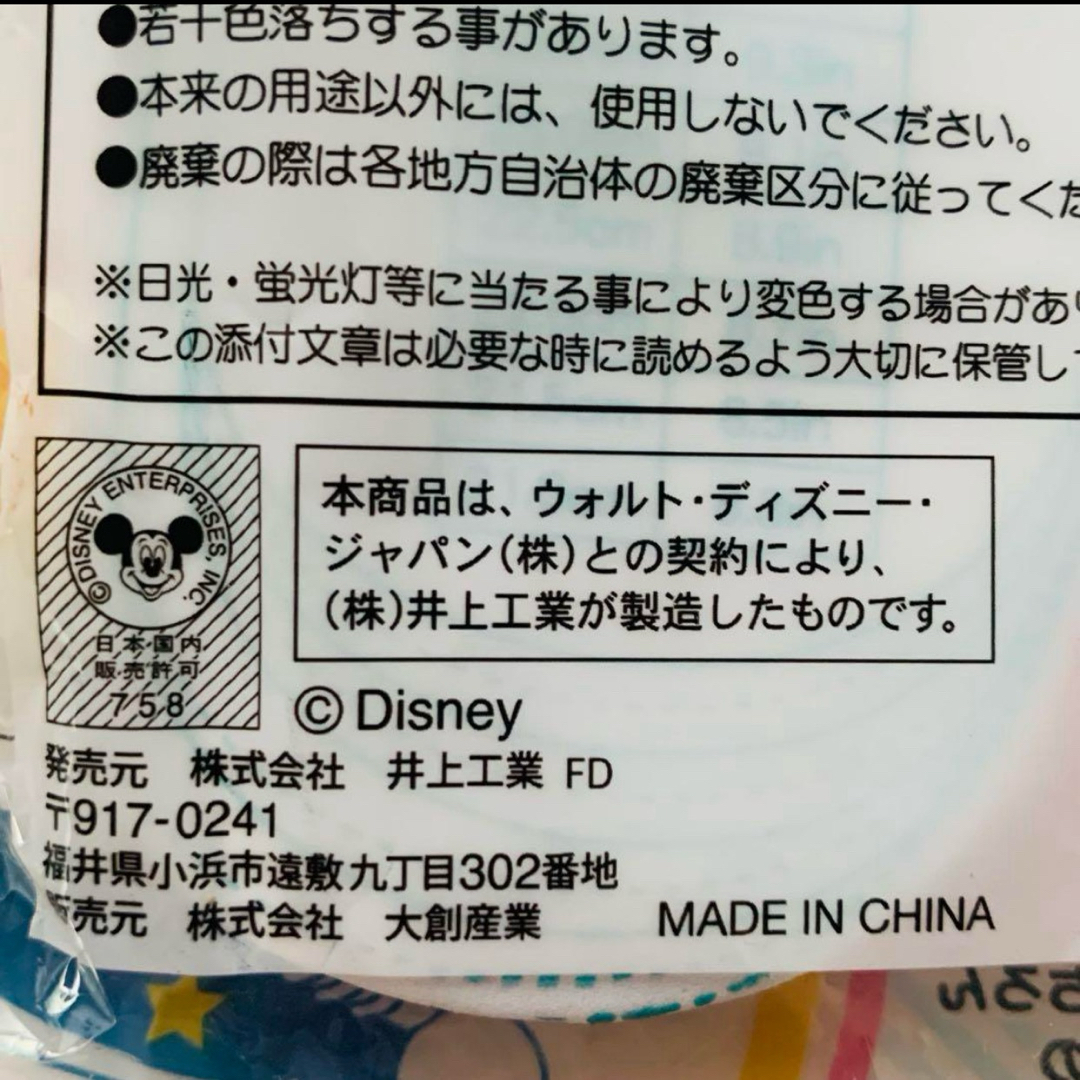 ●若干色落ちする事があります。
●本来の用途以外には、使用しないでください。
●廃棄の際は各地方自治体の廃棄区分に従ってくだ
※日光・蛍光灯等に当たる事により変色する場合があり
※この添付文章は必要な時に読めるよう大切に保管して
©DISNEY ENTERPRISES, INC.
日本国内
販売許可
758
本商品は、ウォルト・ディズニー・
ジャパン(株)との契約により、
(株)井上工業が製造したものです。
© Disney
発売元 株式会社 井上工業 FD
〒917-0241
福井県小浜市遠敷九丁目302番地
販売元 株式会社 大創産業
MADE IN CHINA